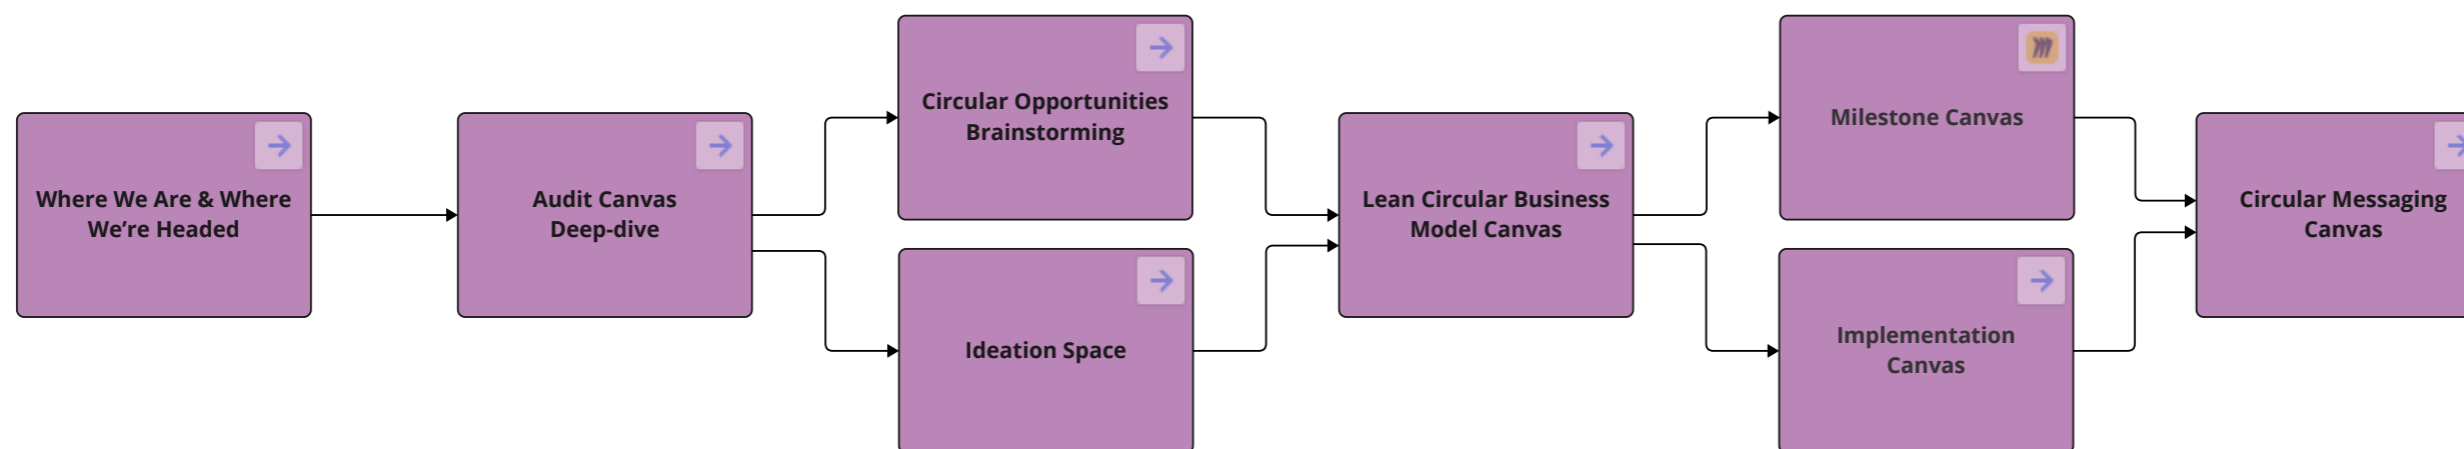 Where We Are & Where
We’re Headed
Audit Canvas
Deep-dive
Circular Opportunities
Brainstorming
Ideation Space
Lean Circular Business
Model Canvas
Milestone Canvas
Implementation
Canvas
Circular Messaging
Canvas